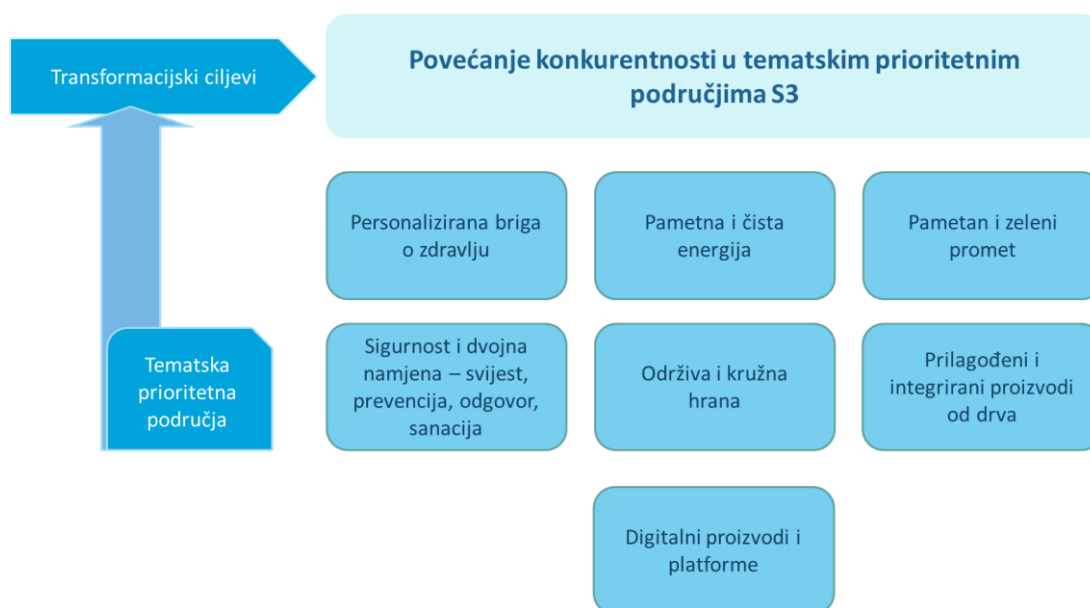 Transformacijski ciljevi
Povećanje konkurentnosti u tematskim prioritetnim
područjima S3
Personalizirana briga
o zdravlju
Pametna i čista
energija
Pametan i zeleni
promet
Tematska
prioritetna
područja
Sigurnost i dvojna
namjena – svijest,
prevencija, odgovor,
sanacija
Održiva i kružna
hrana
Prilagođeni i
integrirani proizvodi
od drva
Digitalni proizvodi i
platforme